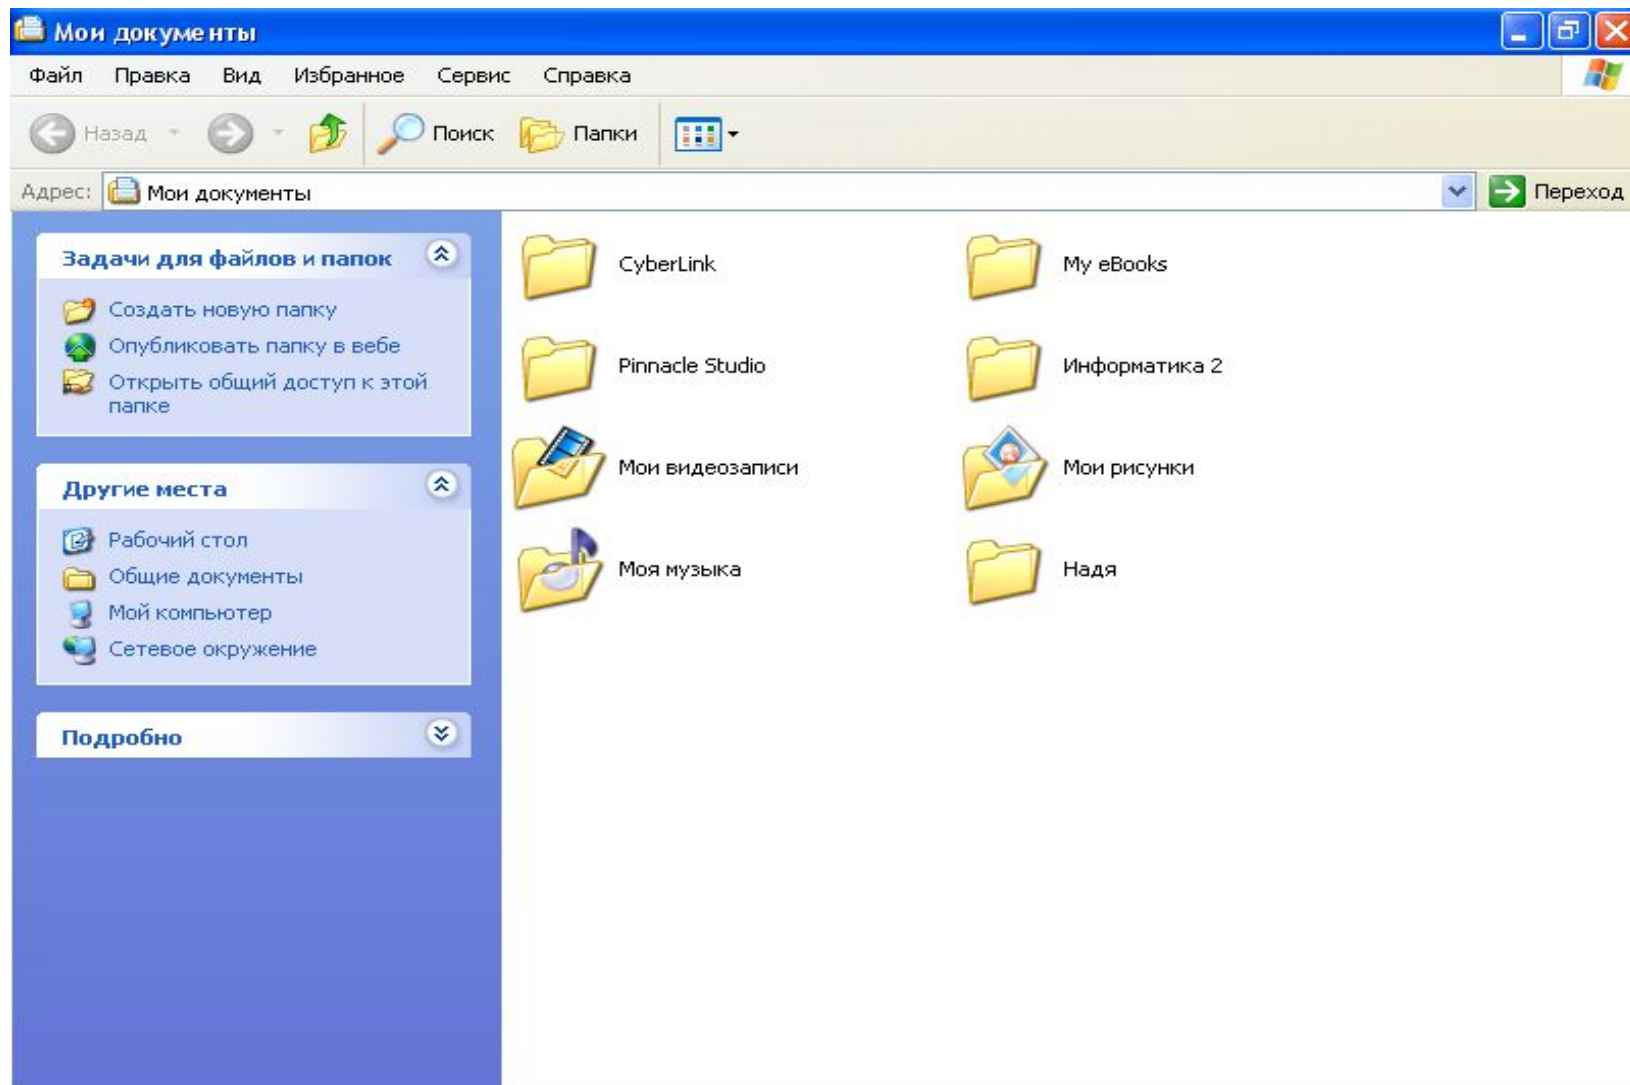 Мои документы
Файл Правка Вид Избранное Сервис Справка
Назад Поиск Папки
Адрес: Мои документы Переход
Задачи для файлов и папок
Создать новую папку
Опубликовать папку в вебе
Открыть общий доступ к этой
папке
Другие места
Рабочий стол
Общие документы
Мой компьютер
Сетевое окружение
Подробно
CyberLink My eBooks
Pinnacle Studio Информатика 2
Мои видеозаписи Мои рисунки
Моя музыка Надя